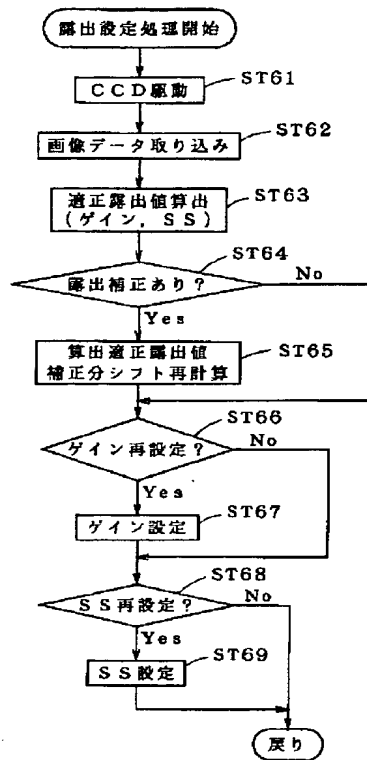 露出設定処理開始
ST61
CCD駆動
ST62
画像データ取り込み
ST63
適正露出値算出
(ゲイン, SS)
ST64
露出補正あり?
No
Yes
算出適正露出値
補正分シフト再計算
ST65
ST66
ゲイン再設定?
No
Yes
ゲイン設定
ST67
ST68
SS再設定?
No
Yes
SS設定
ST69
戻り